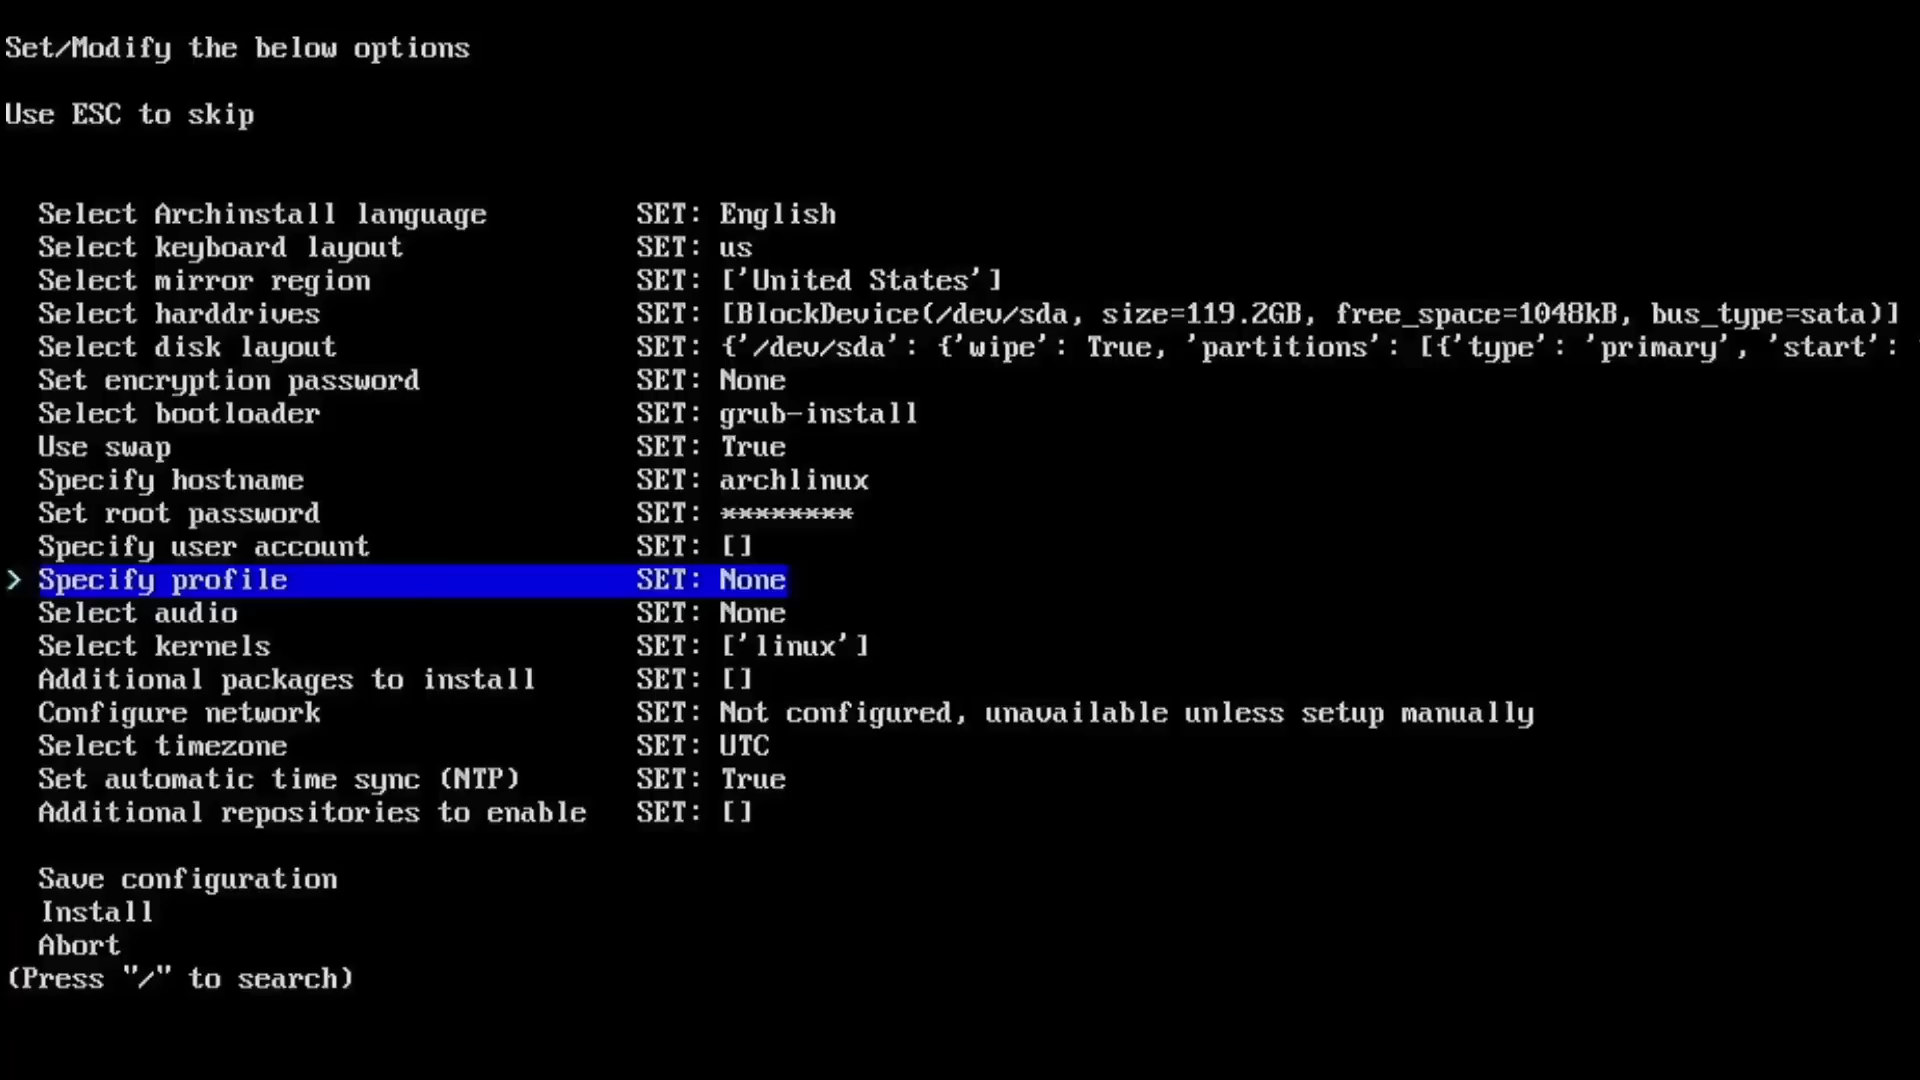 Set/Modify the below options
Use ESC to skip
Select Archinstall language SET: English
Select keyboard layout SET: us
Select mirror region SET: ['United States']
Select harddrives SET: [BlockDevice(/dev/sda, size=119.2GB, free_space=1048kB, bus_type=sata)]
Select disk layout SET: {'/dev/sda': {'wipe': True, 'partitions': [{'type': 'primary', 'start':
Set encryption password SET: None
Select bootloader SET: grub-install
Use swap SET: True
Specify hostname SET: archlinux
Set root password SET: ********
Specify user account SET: []
> Specify profile SET: None
Select audio SET: None
Select kernels SET: ['linux']
Additional packages to install SET: []
Configure network SET: Not configured, unavailable unless setup manually
Select timezone SET: UTC
Set automatic time sync (NTP) SET: True
Additional repositories to enable SET: []
Save configuration
Install
Abort
(Press "/" to search)